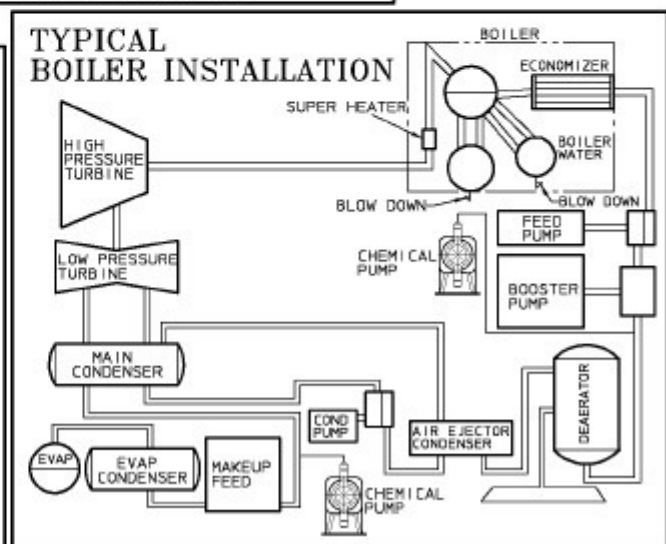 TYPICAL
BOILER INSTALLATION
BOILER
ECONOMIZER
SUPER HEATER
HIGH
PRESSURE
TURBINE
BOILER
WATER
BLOW DOWN
BLOW DOWN
LOW PRESSURE
TURBINE
CHEMICAL
PUMP
FEED
PUMP
BOOSTER
PUMP
MAIN
CONDENSER
COND
PUMP
AIR EJECTOR
CONDENSER
DEAERATOR
EVAP
EVAP
CONDENSER
MAKEUP
FEED
CHEMICAL
PUMP